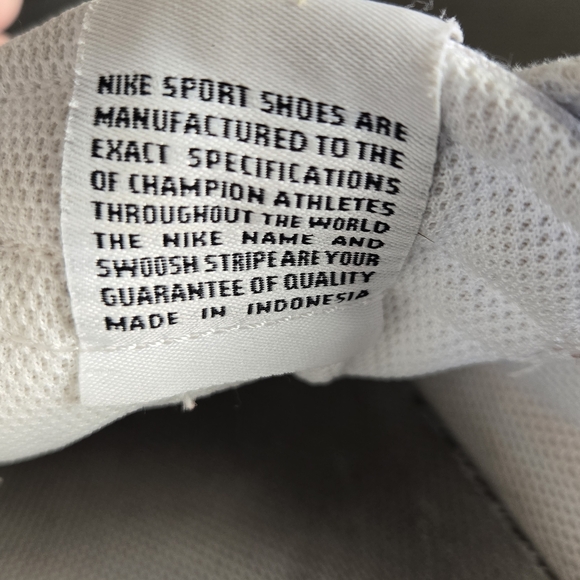 NIKE SPORT SHOES ARE
MANUFACTURED TO THE
EXACT SPECIFICATIONS
OF CHAMPION ATHLETES
THROUGHOUT THE WORLD
THE NIKE NAME AND
SWOOSH STRIPE ARE YOUR
GUARANTEE OF QUALITY
MADE IN INDONESIA